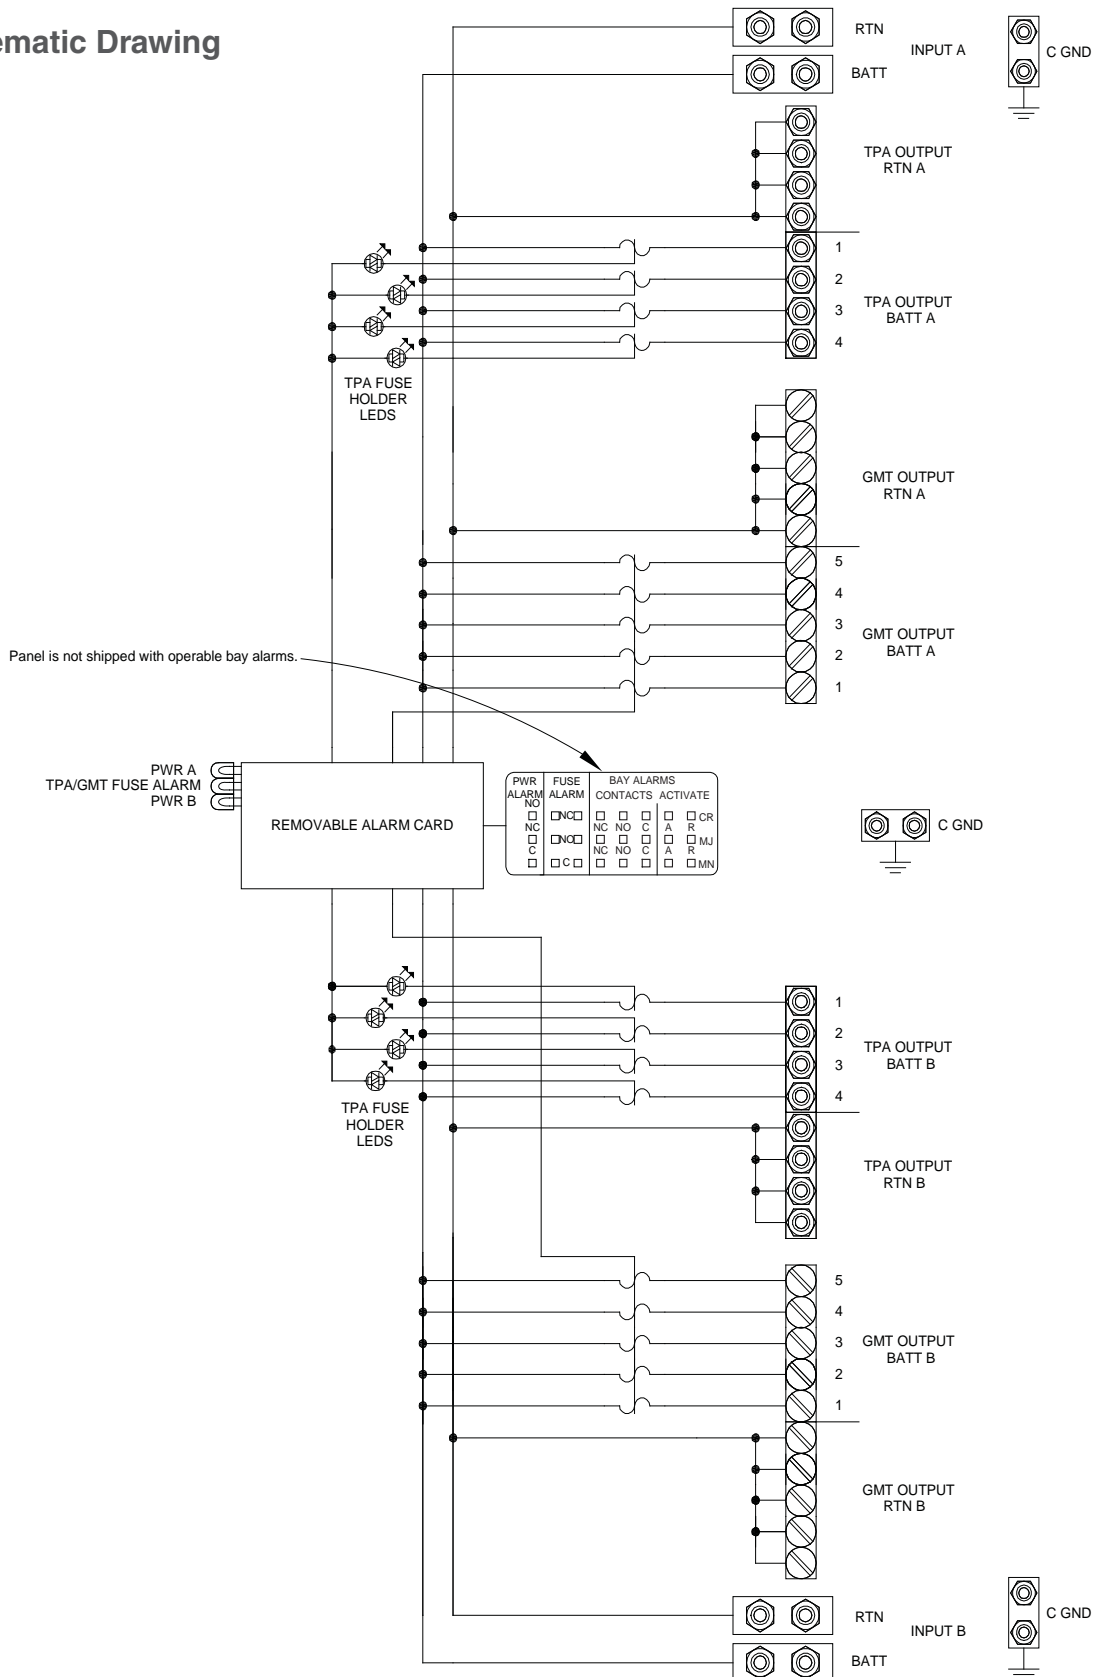 ematic Drawing
RTN
INPUT A
C GND
BATT
TPA OUTPUT
RTN A
1
2
TPA OUTPUT
BATT A
3
4
TPA FUSE
HOLDER
LEDS
GMT OUTPUT
RTN A
5
4
3
GMT OUTPUT
BATT A
2
1
Panel is not shipped with operable bay alarms.
PWR A
TPA/GMT FUSE ALARM
PWR B
REMOVABLE ALARM CARD
PWR
ALARM
FUSE
ALARM
BAY ALARMS
CONTACTS ACTIVATE
NO
NC
CR
NC
NC NO C A R
NO
MJ
C
NC NO C A R
C
MN
C GND
1
2
TPA OUTPUT
BATT B
3
4
TPA FUSE
HOLDER
LEDS
TPA OUTPUT
RTN B
5
4
3
GMT OUTPUT
BATT B
2
1
GMT OUTPUT
RTN B
RTN
INPUT B
C GND
BATT